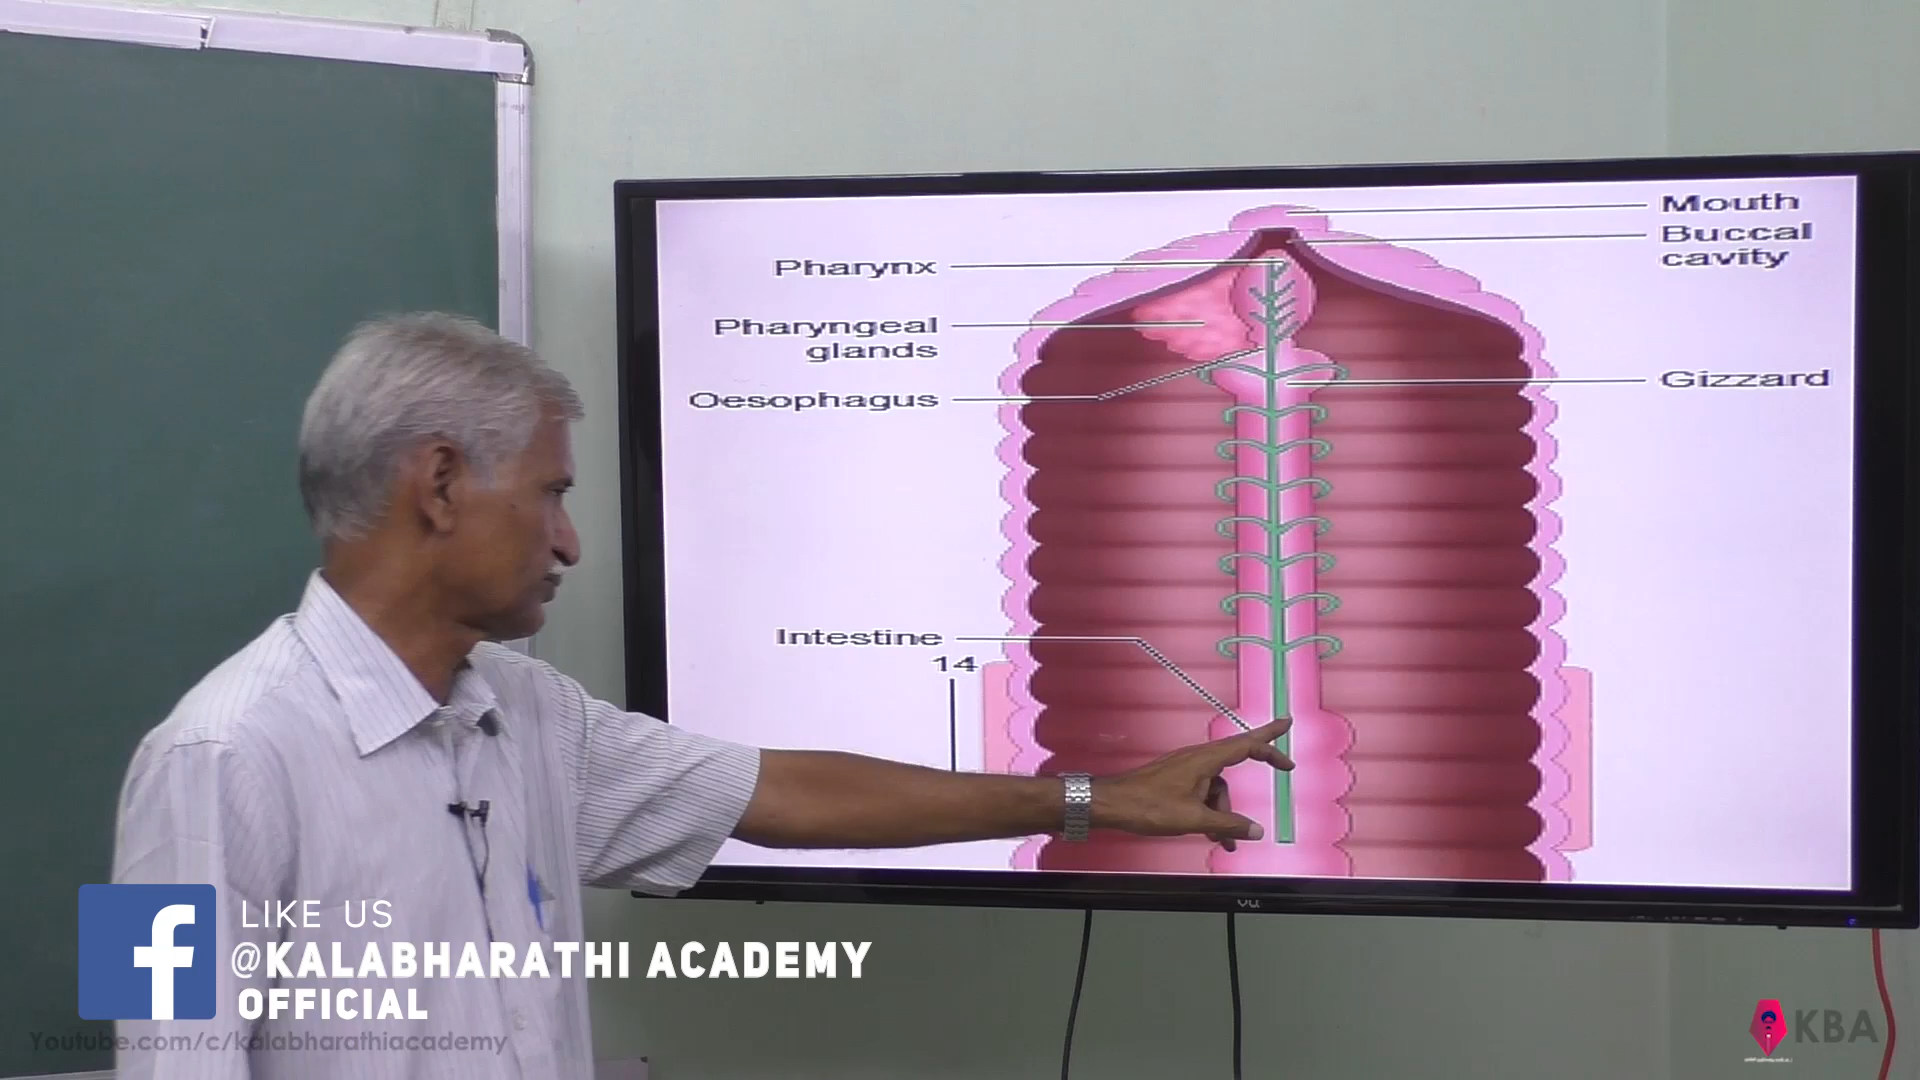 Mouth
Buccal
cavity
Pharynx
Pharyngeal
glands
Oesophagus
Gizzard
Intestine
14
LIKE US
@KALABHARATHI ACADEMY
OFFICIAL
Youtube.com/c/kalabharathiacademy
KBA